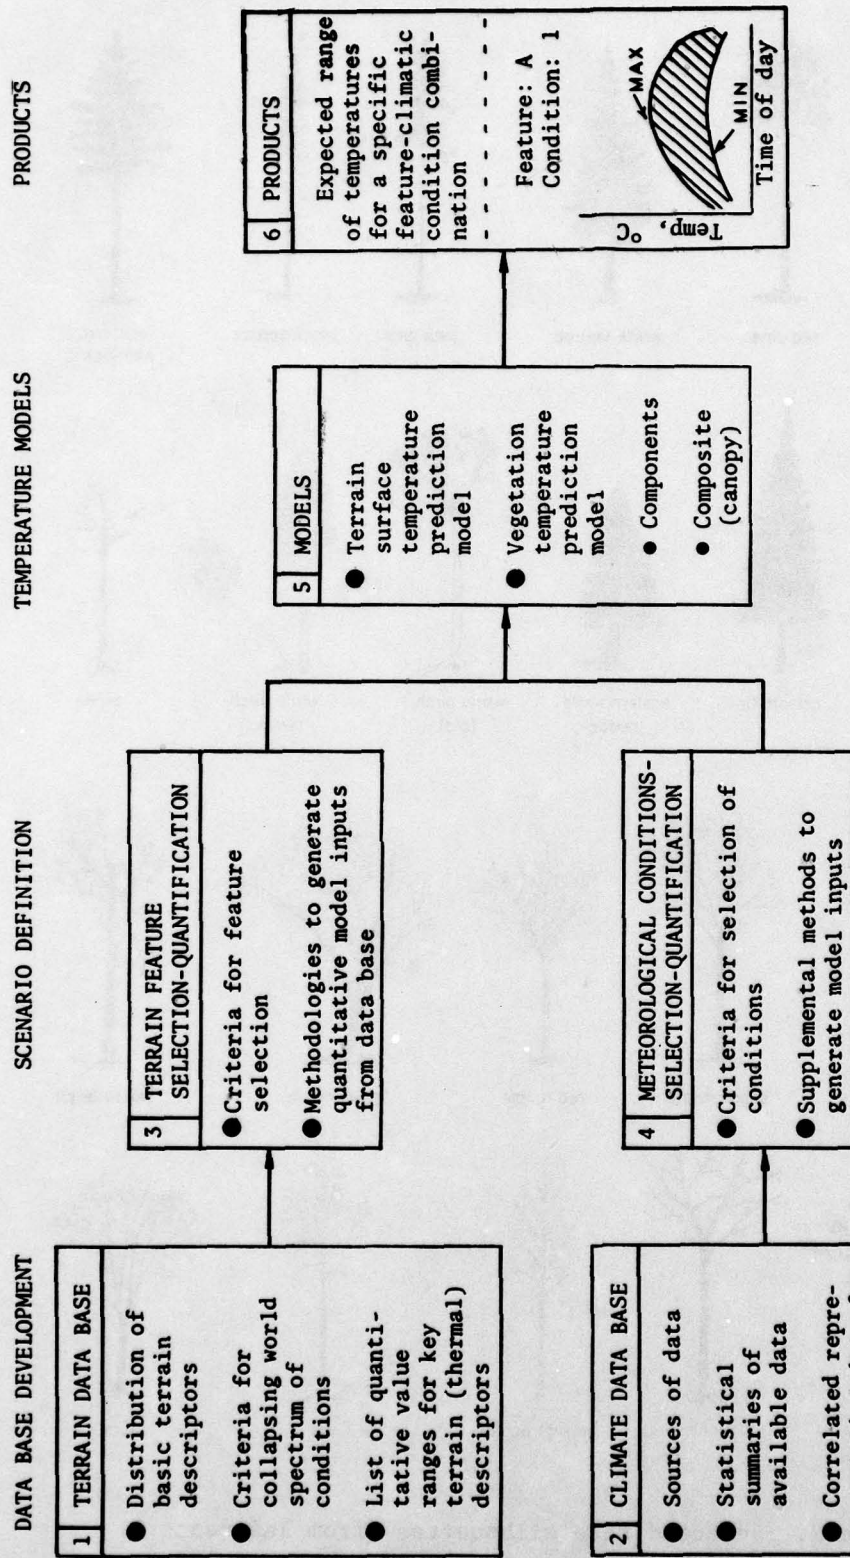 DATA BASE DEVELOPMENT
SCENARIO DEFINITION
TEMPERATURE MODELS
PRODUCTS
1 TERRAIN DATA BASE
● Distribution of
basic terrain
descriptors
● Criteria for
collapsing world
spectrum of
conditions
● List of quanti-
tative value
ranges for key
terrain (thermal)
descriptors
2 CLIMATE DATA BASE
● Sources of data
● Statistical
summaries of
available data
● Correlated repre-
3 TERRAIN FEATURE
SELECTION-QUANTIFICATION
● Criteria for feature
selection
● Methodologies to generate
quantitative model inputs
from data base
4 METEOROLOGICAL CONDITIONS-
SELECTION-QUANTIFICATION
● Criteria for selection of
conditions
● Supplemental methods to
generate model inputs
5 MODELS
● Terrain
surface
temperature
prediction
model
● Vegetation
temperature
prediction
model
● Components
● Composite
(canopy)
6 PRODUCTS
Expected range
of temperatures
for a specific
feature-climatic
condition combi-
nation
Feature: A
Condition: 1
Temp, °C
MAX
MIN
Time of day